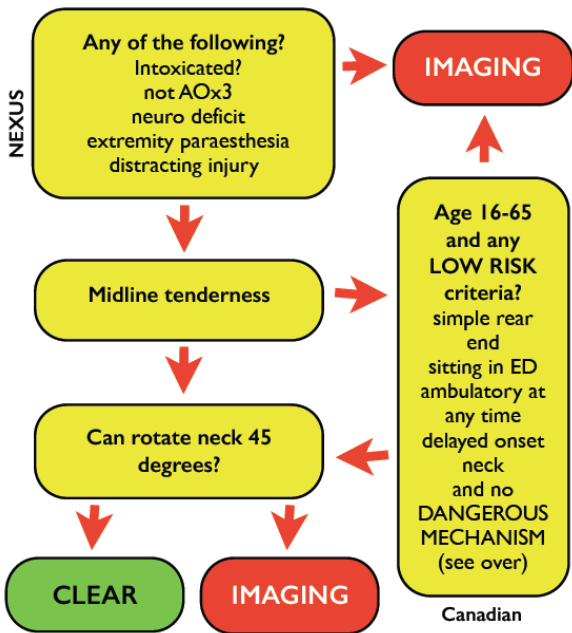 NEXUS
Any of the following?
Intoxicated?
not AOx3
neuro deficit
extremity paraesthesia
distracting injury
IMAGING
Midline tenderness
Age 16-65
and any
LOW RISK
criteria?
simple rear
end
sitting in ED
ambulatory at
any time
delayed onset
neck
and no
DANGEROUS
MECHANISM
(see over)
Canadian
Can rotate neck 45
degrees?
CLEAR
IMAGING